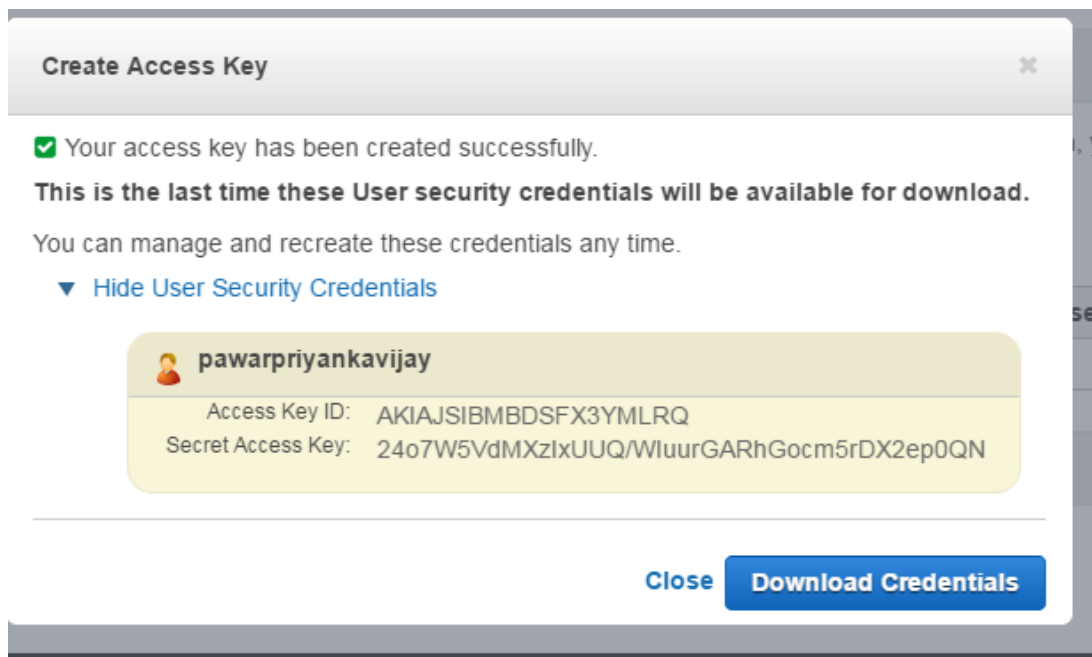 Create Access Key
Your access key has been created successfully.
This is the last time these User security credentials will be available for download.
You can manage and recreate these credentials any time.
Hide User Security Credentials
pawarpriyankavijay
Access Key ID: AKIAJSIBMBDSFX3YMLRQ
Secret Access Key:
Close
Download Credentials